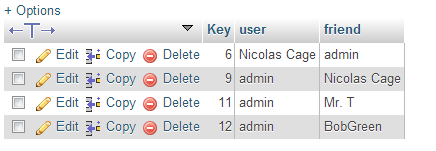 + Options
Key user friend
Edit Copy Delete 6 Nicolas Cage admin
Edit Copy Delete 9 admin Nicolas Cage
Edit Copy Delete 11 admin Mr. T
Edit Copy Delete 12 admin BobGreen